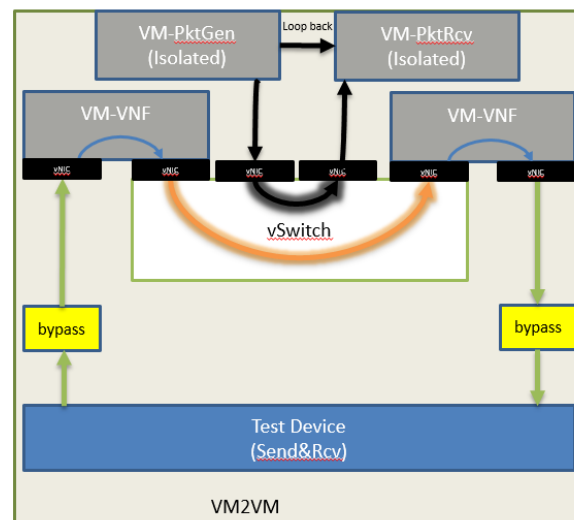 VM-PktGen
(Isolated)
Loop back
VM-PktRcv
(Isolated)
VM-VNF
VM-VNF
vNIC
vNIC
vNIC
vNIC
vNIC
vNIC
vSwitch
bypass
bypass
Test Device
(Send&Rcv)
VM2VM